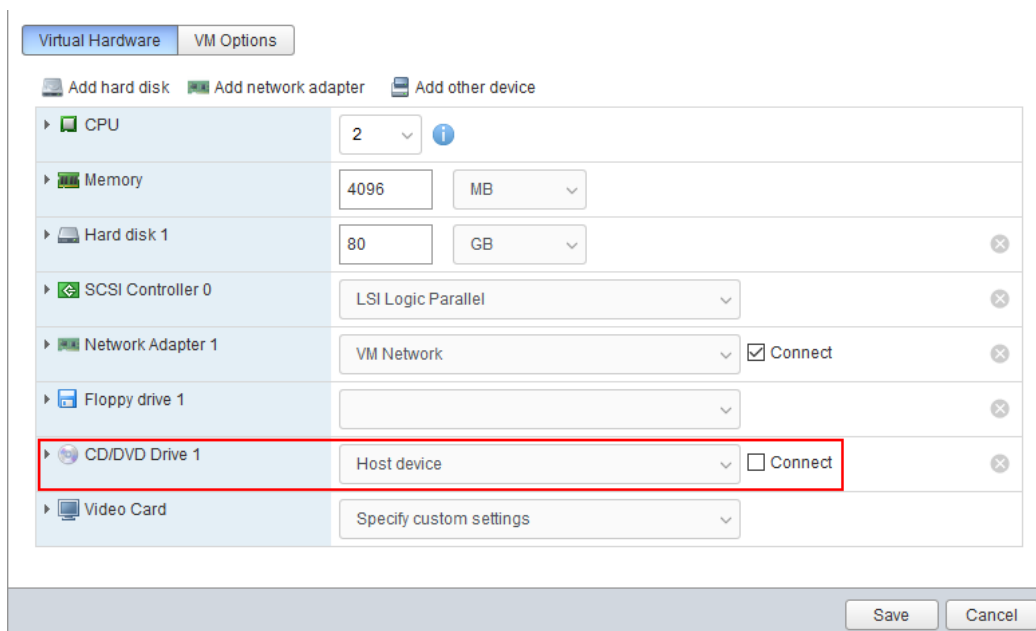 Virtual Hardware VM Options
Add hard disk Add network adapter Add other device
CPU 2
Memory 4096 MB
Hard disk 1 80 GB
SCSI Controller 0 LSI Logic Parallel
Network Adapter 1 VM Network Connect
Floppy drive 1
CD/DVD Drive 1 Host device Connect
Video Card Specify custom settings
Save Cancel